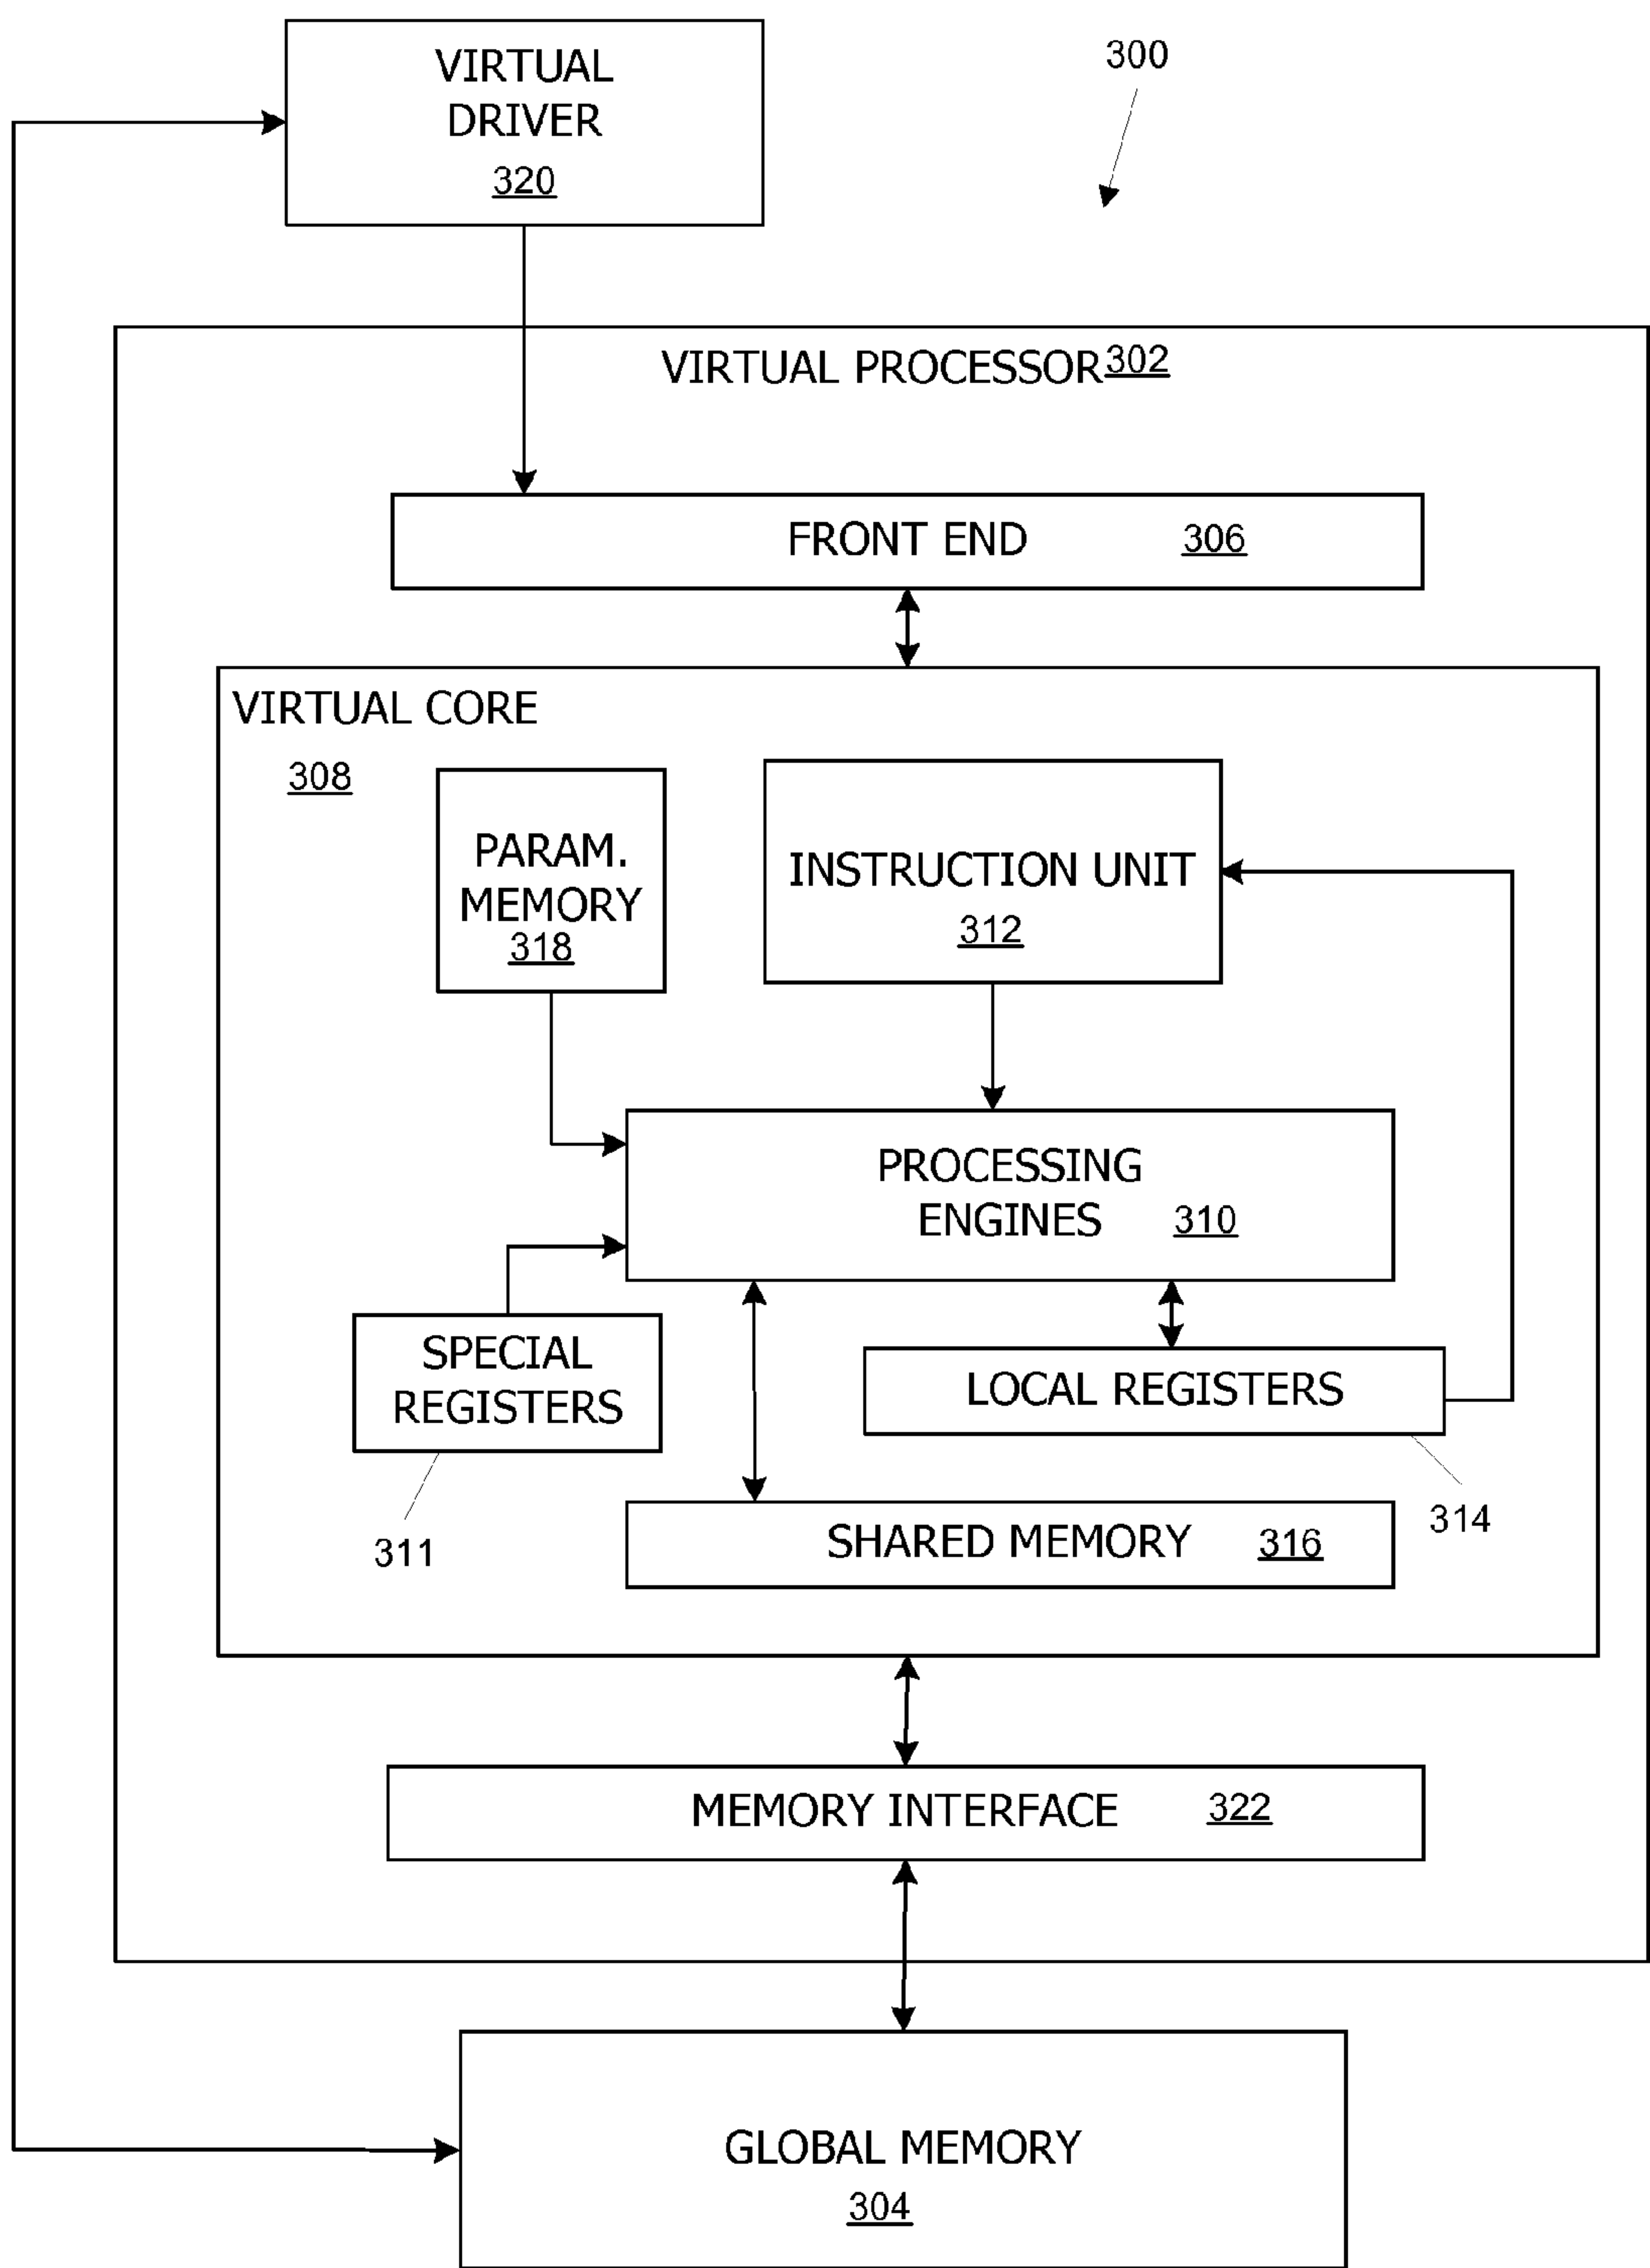 VIRTUAL
DRIVER
320
300
VIRTUAL PROCESSOR 302
FRONT END 306
VIRTUAL CORE
308
PARAM.
MEMORY
318
INSTRUCTION UNIT
312
PROCESSING
ENGINES 310
SPECIAL
REGISTERS
311
LOCAL REGISTERS
314
SHARED MEMORY 316
MEMORY INTERFACE 322
GLOBAL MEMORY
304